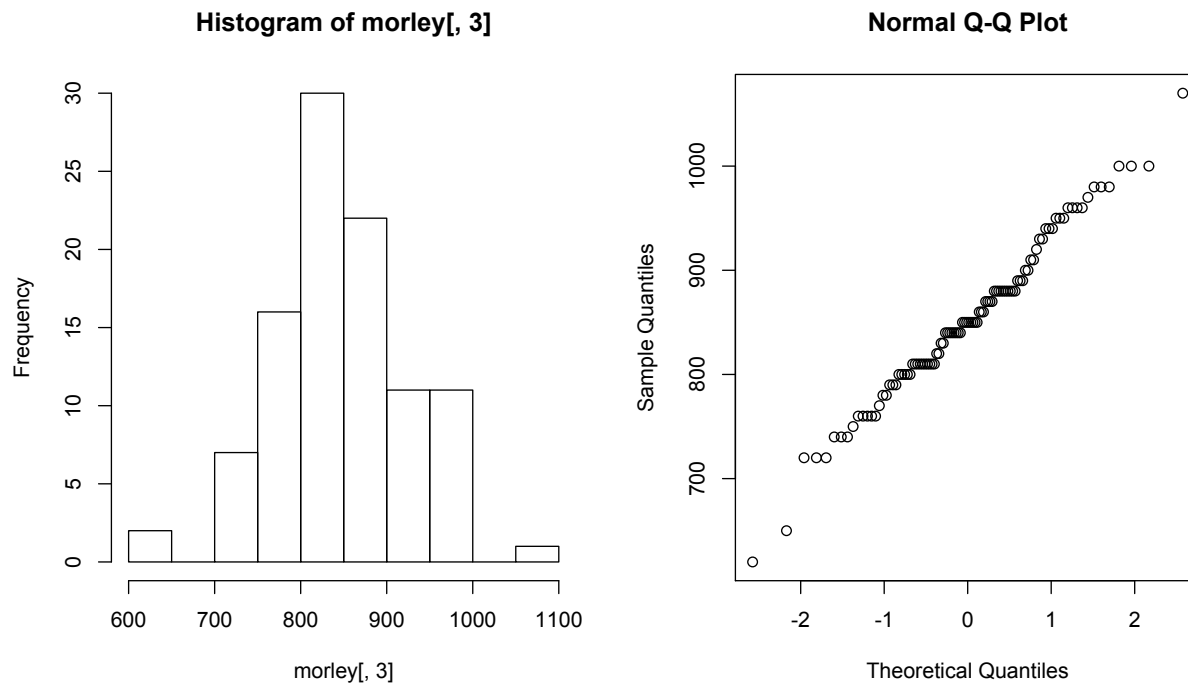 Histogram of morley[, 3]
Frequency
30
25
20
15
10
5
0
600 700 800 900 1000 1100
morley[, 3]
Normal Q-Q Plot
Sample Quantiles
1000
900
800
700
-2 -1 0 1 2
Theoretical Quantiles